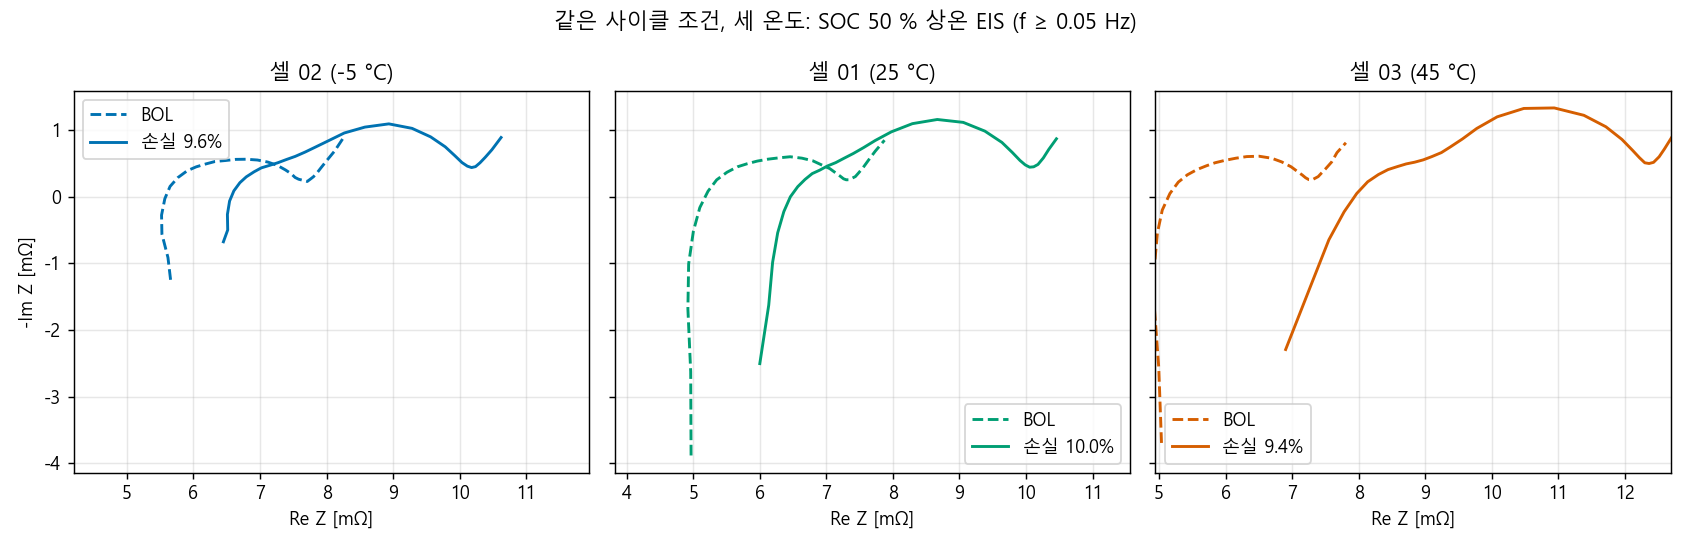 같은 사이클 조건, 세 온도: SOC 50 % 상온 EIS (f ≥ 0.05 Hz)
셀 02 (-5 °C)
BOL
손실 9.6%
1
0
-1
-2
-3
-4
-Im Z [mΩ]
5 6 7 8 9 10 11
Re Z [mΩ]
셀 01 (25 °C)
BOL
손실 10.0%
4 5 6 7 8 9 10 11
Re Z [mΩ]
셀 03 (45 °C)
BOL
손실 9.4%
5 6 7 8 9 10 11 12
Re Z [mΩ]